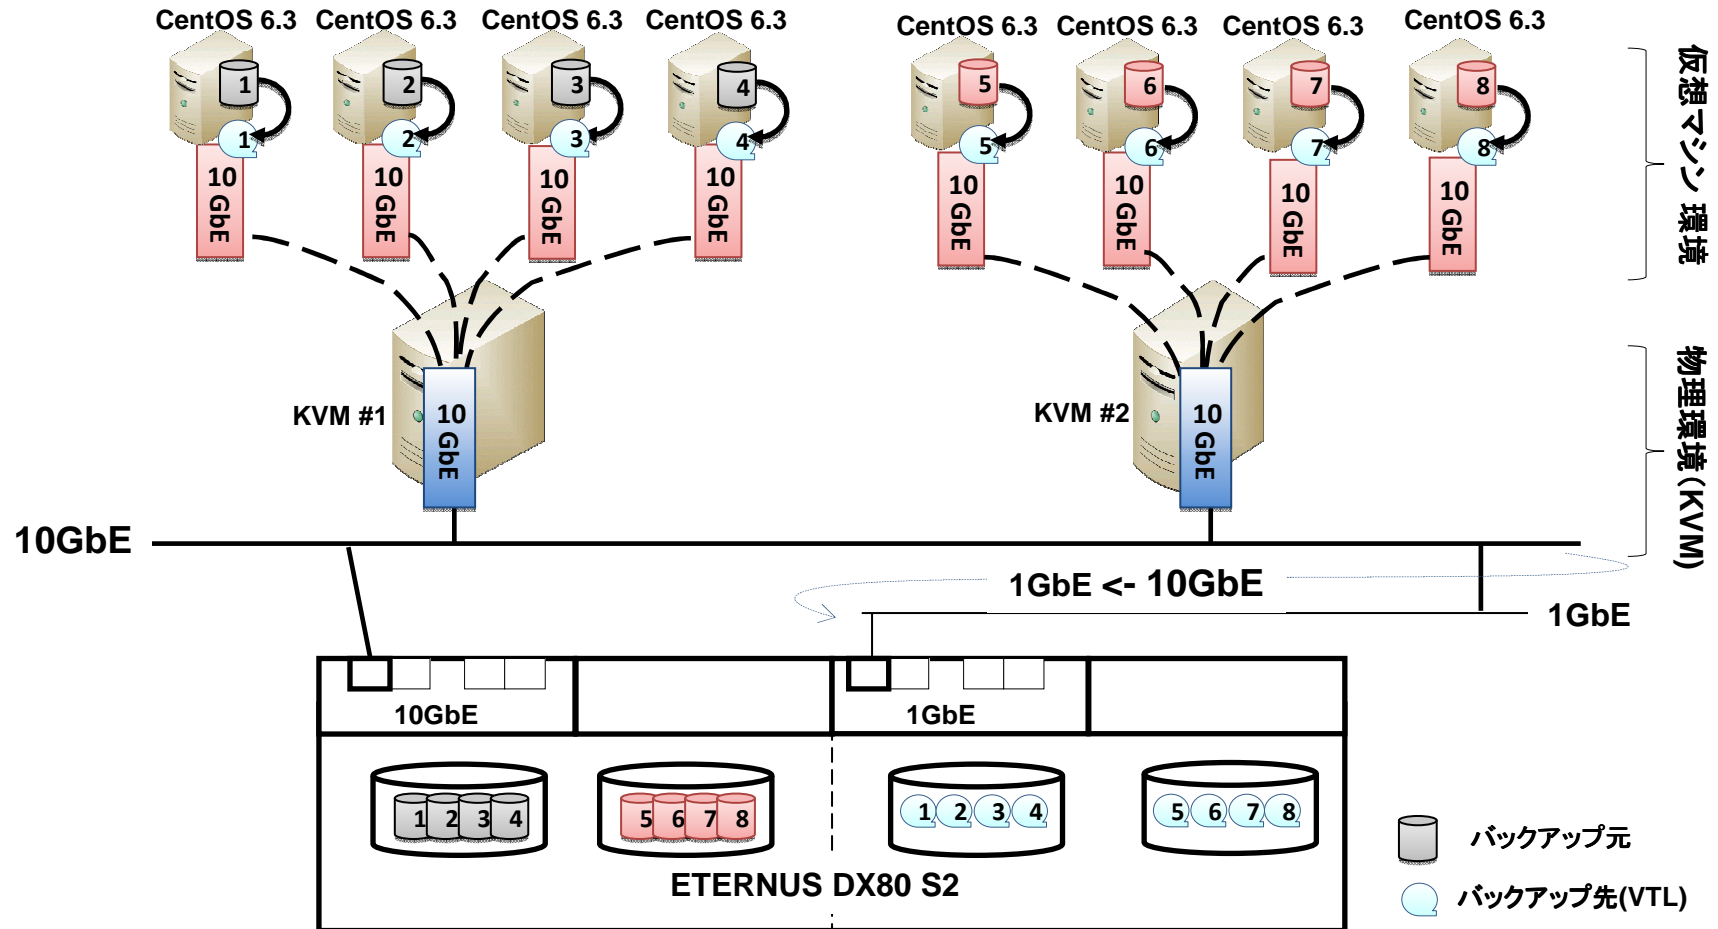 CentOS 6.3
CentOS 6.3
CentOS 6.3
CentOS 6.3
CentOS 6.3
CentOS 6.3
CentOS 6.3
CentOS 6.3
1
2
3
4
5
6
7
8
1
2
3
4
5
6
7
8
10 GbE
10 GbE
10 GbE
10 GbE
10 GbE
10 GbE
10 GbE
10 GbE
仮想マシン 環境
KVM #1
10 GbE
KVM #2
10 GbE
物理環境(KVM)
10GbE
1GbE <- 10GbE
1GbE
10GbE
1GbE
1 2 3 4
5 6 7 8
1 2 3 4
5 6 7 8
ETERNUS DX80 S2
バックアップ元
バックアップ先(VTL)